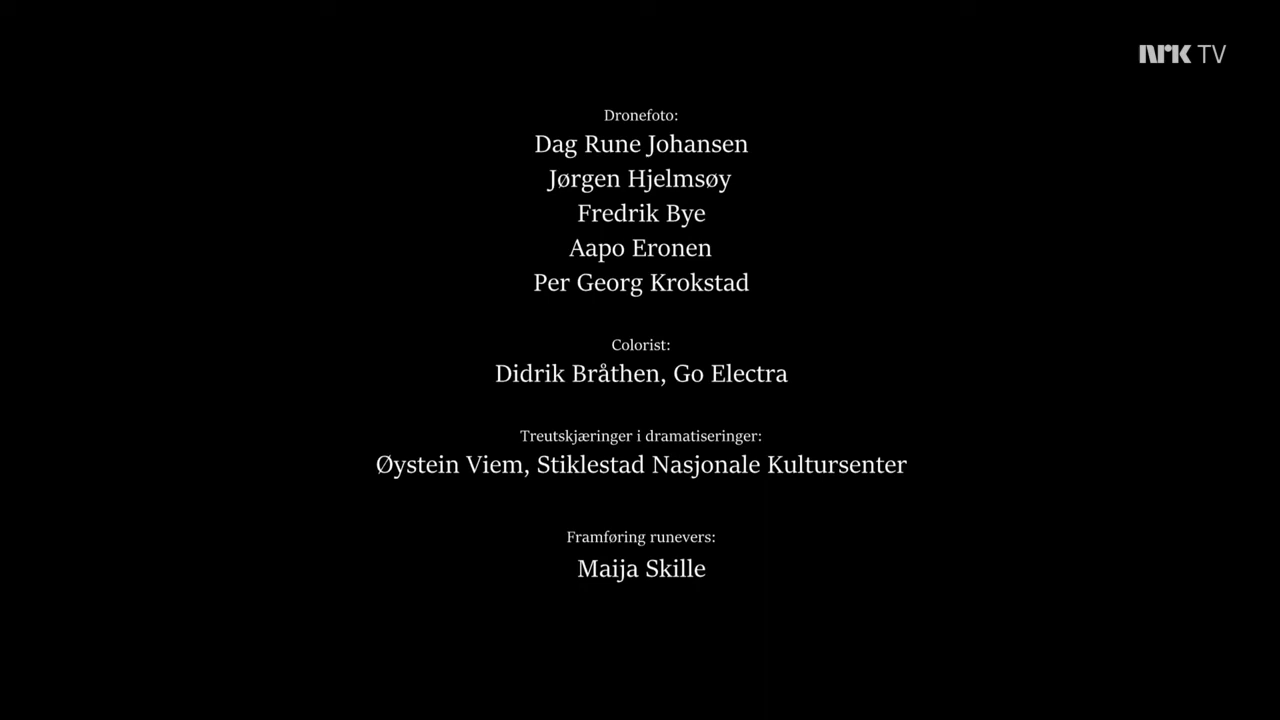 NRK TV
Dronefoto:
Dag Rune Johansen
Jørgen Hjelmsøy
Fredrik Bye
Aapo Eronen
Per Georg Krokstad
Colorist:
Didrik Bråthen, Go Electra
Treutskjæringer i dramatiseringer:
Øystein Viem, Stiklestad Nasjonale Kultursenter
Framføring runevers:
Maija Skille